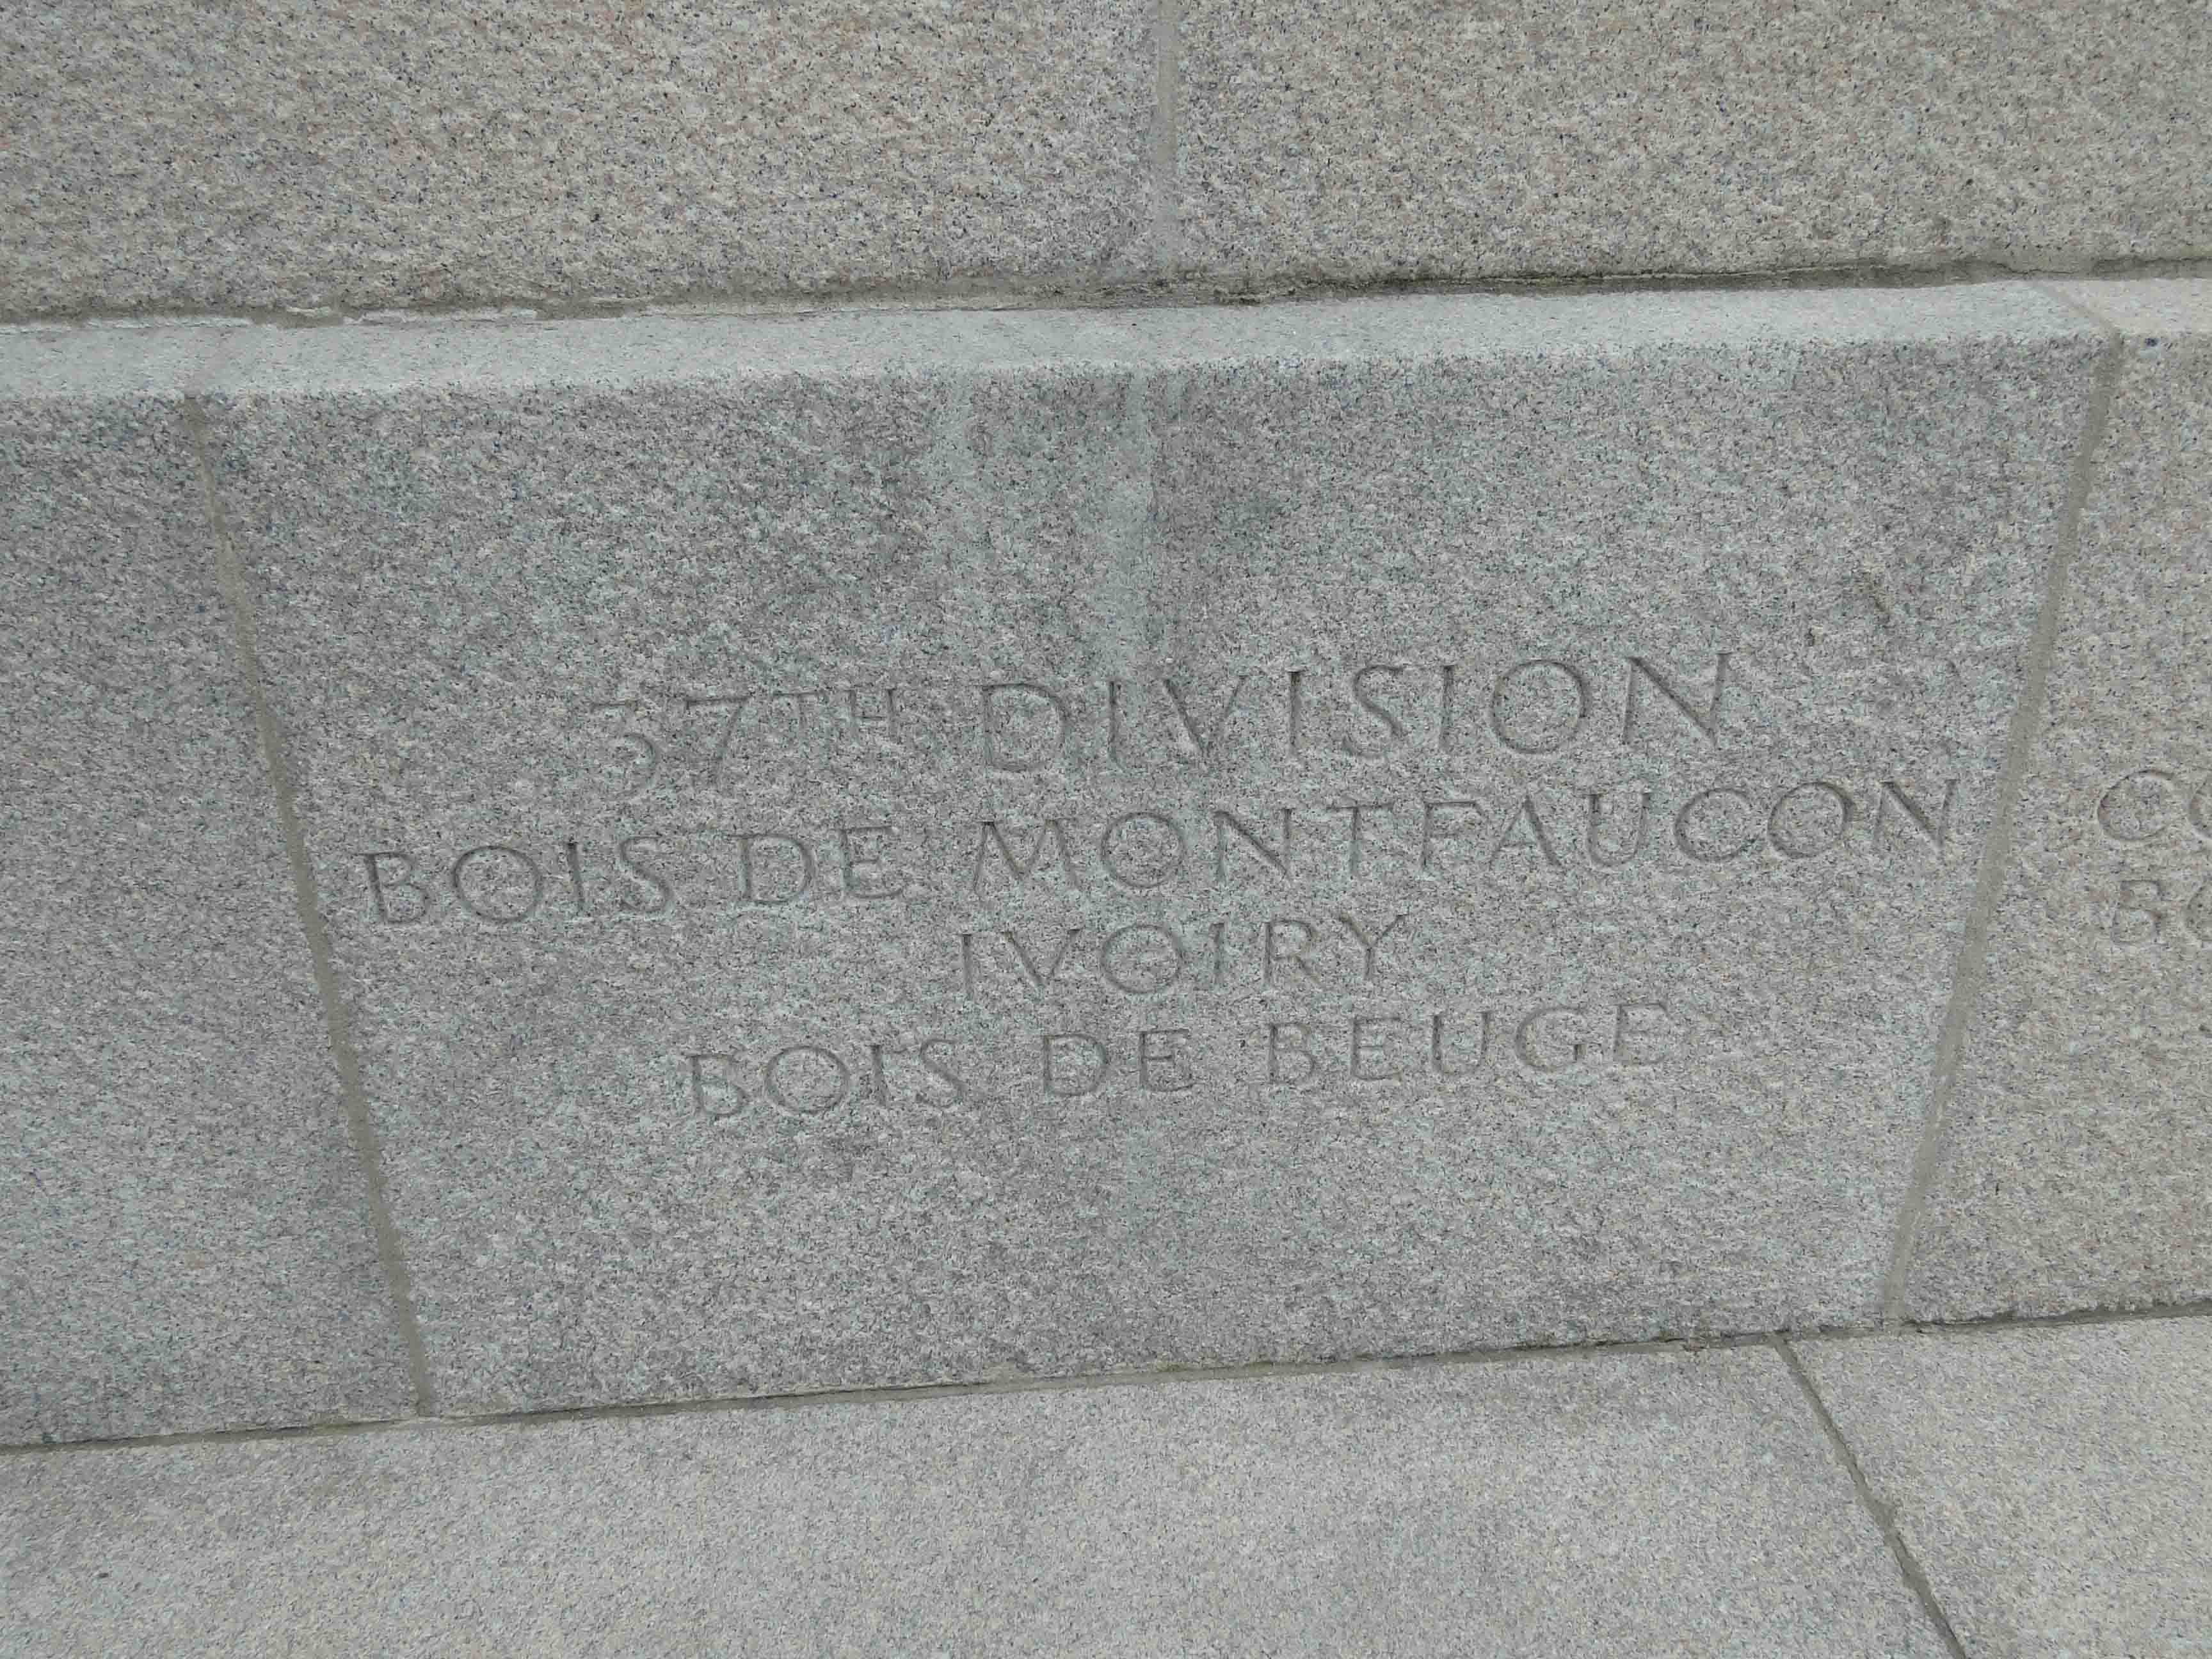 37TH DIVISION
BOIS DE MONTFAUCON
IVOIRY
BOIS DE BEUGE